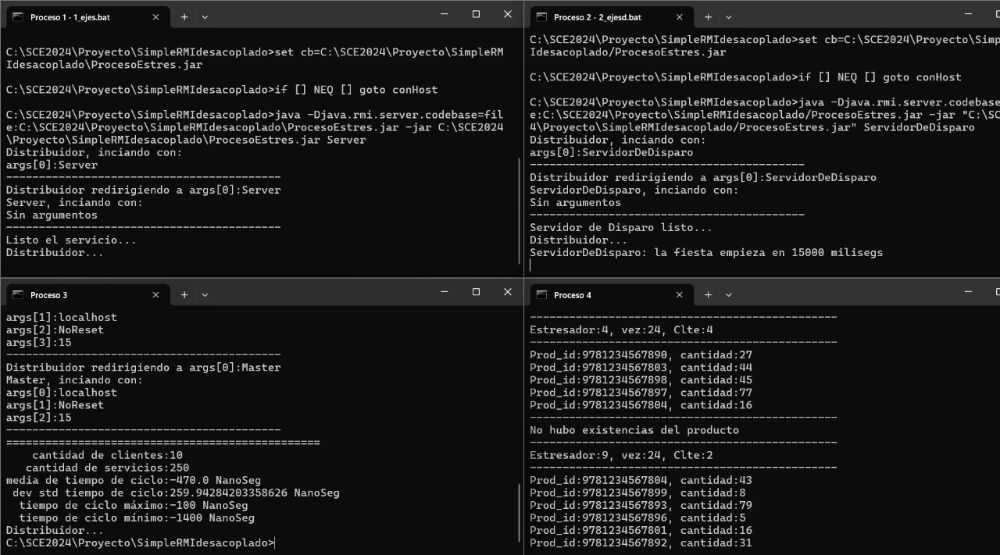 Proceso 1 - 1_ejes.bat
C:\SCE2024\Proyecto\SimpleRMIdesacoplado>set cb=C:\SCE2024\Proyecto\SimpleRM
Idesacoplado\ProcesoEstres.jar
C:\SCE2024\Proyecto\SimpleRMIdesacoplado>if [] NEQ [] goto conHost
C:\SCE2024\Proyecto\SimpleRMIdesacoplado>java -Djava.rmi.server.codebase=fil
e:C:\SCE2024\Proyecto\SimpleRMIdesacoplado\ProcesoEstres.jar -jar C:\SCE2024
\Proyecto\SimpleRMIdesacoplado\ProcesoEstres.jar Server
Distribuidor, inciando con:
args[0]:Server
------------------------------------------
Distribuidor redirigiendo a args[0]:Server
Server, inciando con:
Sin argumentos
------------------------------------------
Listo el servicio...
Distribuidor...
Proceso 2 - 2_ejesd.bat
C:\SCE2024\Proyecto\SimpleRMIdesacoplado>set cb=C:\SCE2024\Proyecto\Simp
Idesacoplado/ProcesoEstres.jar
C:\SCE2024\Proyecto\SimpleRMIdesacoplado>if [] NEQ [] goto conHost
C:\SCE2024\Proyecto\SimpleRMIdesacoplado>java -Djava.rmi.server.codebase
e:C:\SCE2024\Proyecto\SimpleRMIdesacoplado/ProcesoEstres.jar -jar "C:\SC
4\Proyecto\SimpleRMIdesacoplado/ProcesoEstres.jar" ServidorDeDisparo
Distribuidor, inciando con:
args[0]:ServidorDeDisparo
------------------------------------------
Distribuidor redirigiendo a args[0]:ServidorDeDisparo
ServidorDeDisparo, inciando con:
Sin argumentos
------------------------------------------
Servidor de Disparo listo...
Distribuidor...
ServidorDeDisparo: la fiesta empieza en 15000 milisegs
Proceso 3
args[1]:localhost
args[2]:NoReset
args[3]:15
------------------------------------------
Distribuidor redirigiendo a args[0]:Master
Master, inciando con:
args[0]:localhost
args[1]:NoReset
args[2]:15
------------------------------------------
================================================
cantidad de clientes:10
cantidad de servicios:250
media de tiempo de ciclo:-470.0 NanoSeg
dev std tiempo de ciclo:259.94284203358626 NanoSeg
tiempo de ciclo máximo:-100 NanoSeg
tiempo de ciclo mínimo:-1400 NanoSeg
Distribuidor...
C:\SCE2024\Proyecto\SimpleRMIdesacoplado>
Proceso 4
-----------------------------------------------
Estresador:4, vez:24, Clte:4
-----------------------------------------------
Prod_id:9781234567890, cantidad:27
Prod_id:9781234567803, cantidad:44
Prod_id:9781234567898, cantidad:45
Prod_id:9781234567897, cantidad:77
Prod_id:9781234567804, cantidad:16
-----------------------------------------------
No hubo existencias del producto
-----------------------------------------------
Estresador:9, vez:24, Clte:2
-----------------------------------------------
Prod_id:9781234567804, cantidad:43
Prod_id:9781234567899, cantidad:8
Prod_id:9781234567893, cantidad:79
Prod_id:9781234567896, cantidad:5
Prod_id:9781234567801, cantidad:16
Prod_id:9781234567892, cantidad:31